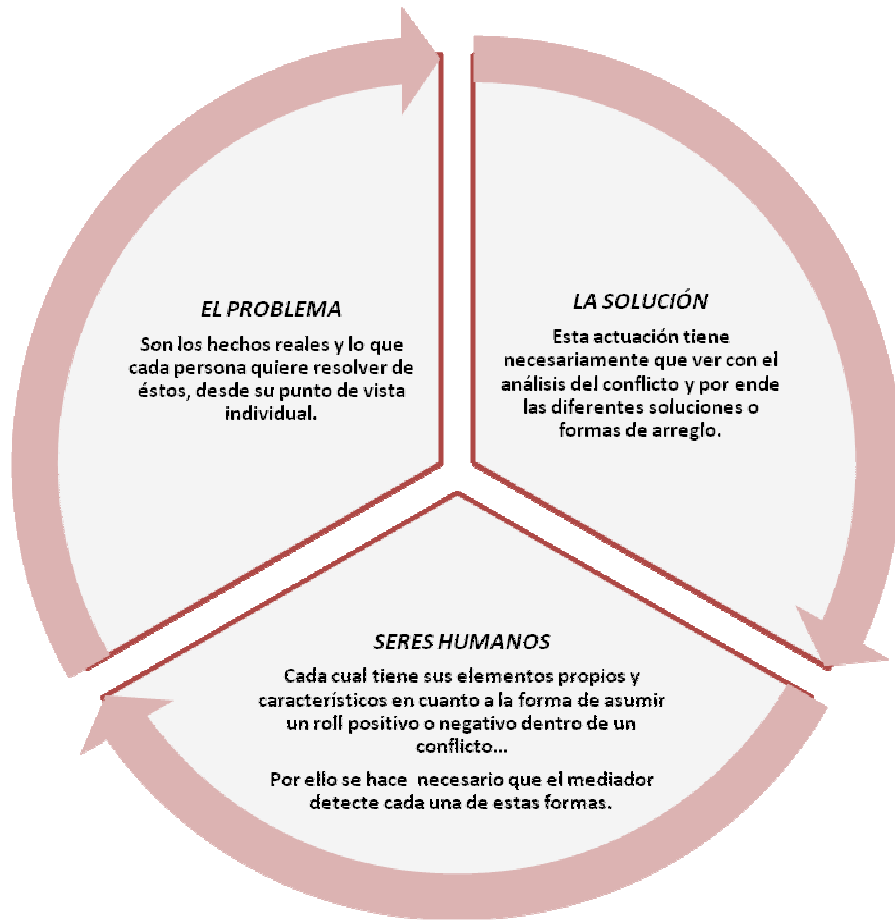 EL PROBLEMA
Son los hechos reales y lo que
cada persona quiere resolver de
éstos, desde su punto de vista
individual.
LA SOLUCIÓN
Esta actuación tiene
necesariamente que ver con el
análisis del conflicto y por ende
las diferentes soluciones o
formas de arreglo.
SERES HUMANOS
Cada cual tiene sus elementos propios y
característicos en cuanto a la forma de asumir
un roll positivo o negativo dentro de un
conflicto...
Por ello se hace necesario que el mediador
detecte cada una de estas formas.